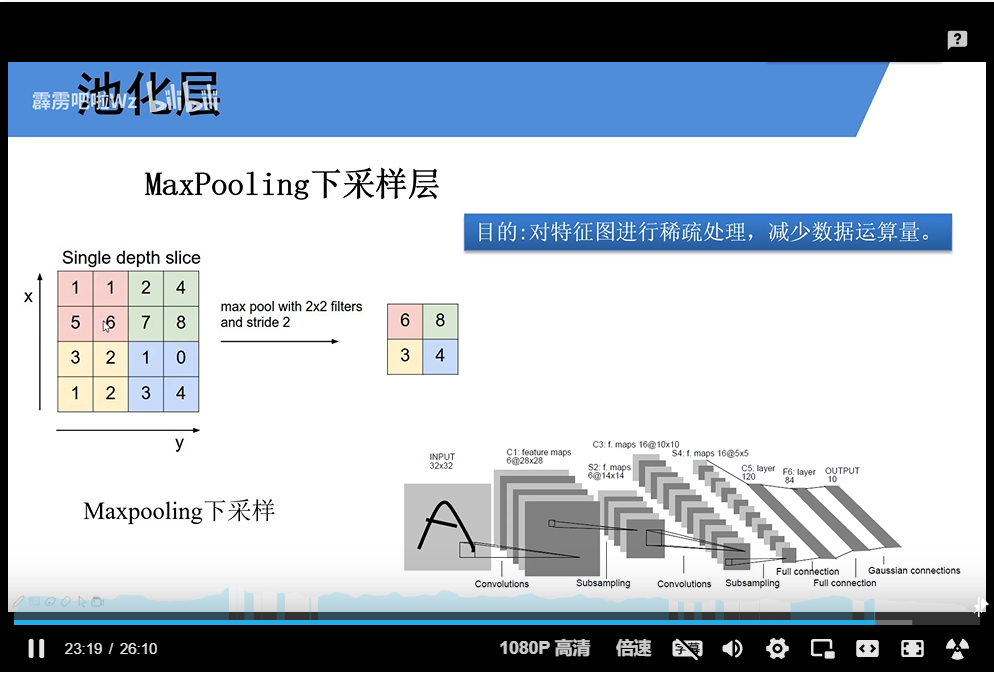 池化层
霹雳吧啦Wz bilibili
MaxPooling下采样层
目的:对特征图进行稀疏处理，减少数据运算量。
Single depth slice
x
1 1 2 4
5 6 7 8
3 2 1 0
1 2 3 4
y
max pool with 2x2 filters
and stride 2
6 8
3 4
Maxpooling下采样
INPUT
32x32
C1: feature maps
6@28x28
S2: f. maps
6@14x14
C3: f. maps 16@10x10
S4: f. maps 16@5x5
C5: layer
120
F6: layer
84
OUTPUT
10
A
Convolutions
Subsampling
Convolutions
Subsampling
Full connection
Full connection
Gaussian connections
23:19 / 26:10
1080P 高清
倍速
字幕